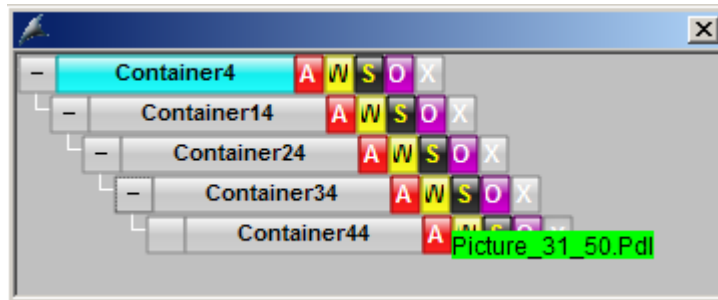 - Container4 A W S O X
- Container14 A W S O X
- Container24 A W S O X
- Container34 A W S O X
Container44 A W S O X
Picture_31_50.Pdl